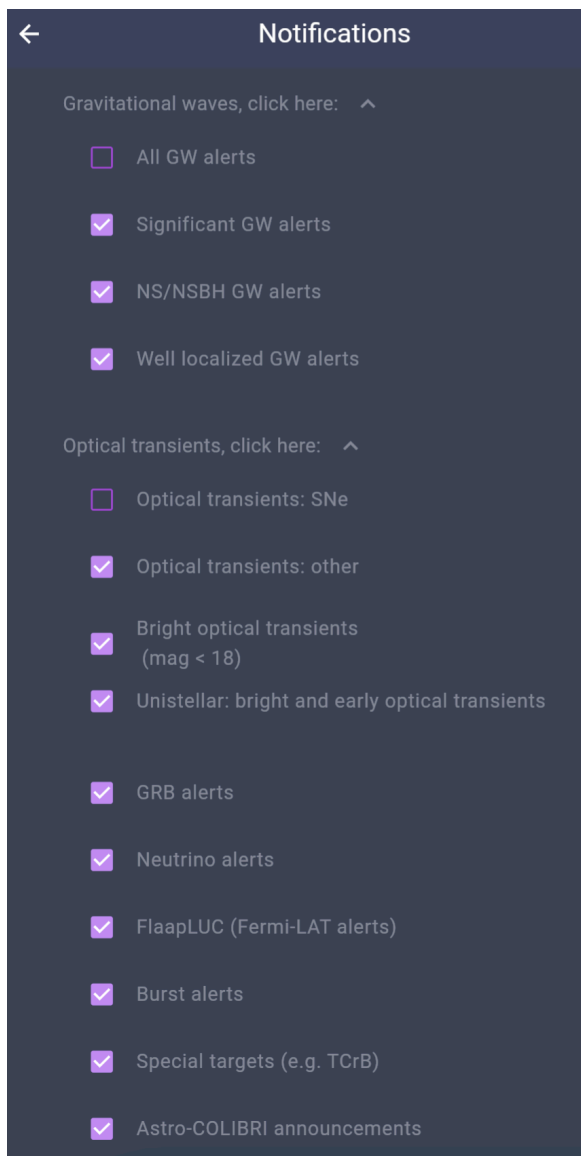 Notifications
Gravitational waves, click here:
All GW alerts
Significant GW alerts
NS/NSBH GW alerts
Well localized GW alerts
Optical transients, click here:
Optical transients: SNe
Optical transients: other
Bright optical transients
(mag < 18)
Unistellar: bright and early optical transients
GRB alerts
Neutrino alerts
FlaapLUC (Fermi-LAT alerts)
Burst alerts
Special targets (e.g. TCrB)
Astro-COLIBRI announcements